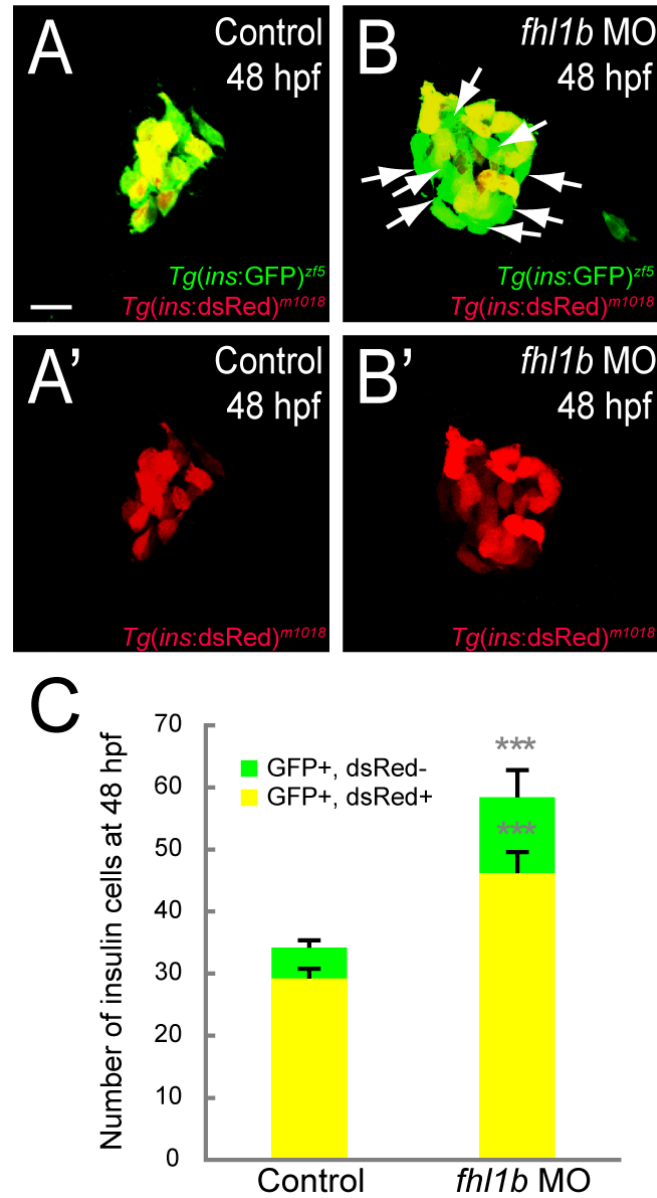 A
Control
48 hpf
Tg(ins:GFP)zf5
Tg(ins:dsRed)m1018
B
fhl1b MO
48 hpf
Tg(ins:GFP)zf5
Tg(ins:dsRed)m1018
A'
Control
48 hpf
Tg(ins:dsRed)m1018
B'
fhl1b MO
48 hpf
Tg(ins:dsRed)m1018
C
Number of insulin cells at 48 hpf
70
60
50
40
30
20
10
0
GFP+, dsRed-
GFP+, dsRed+
***
***
Control
fhl1b MO